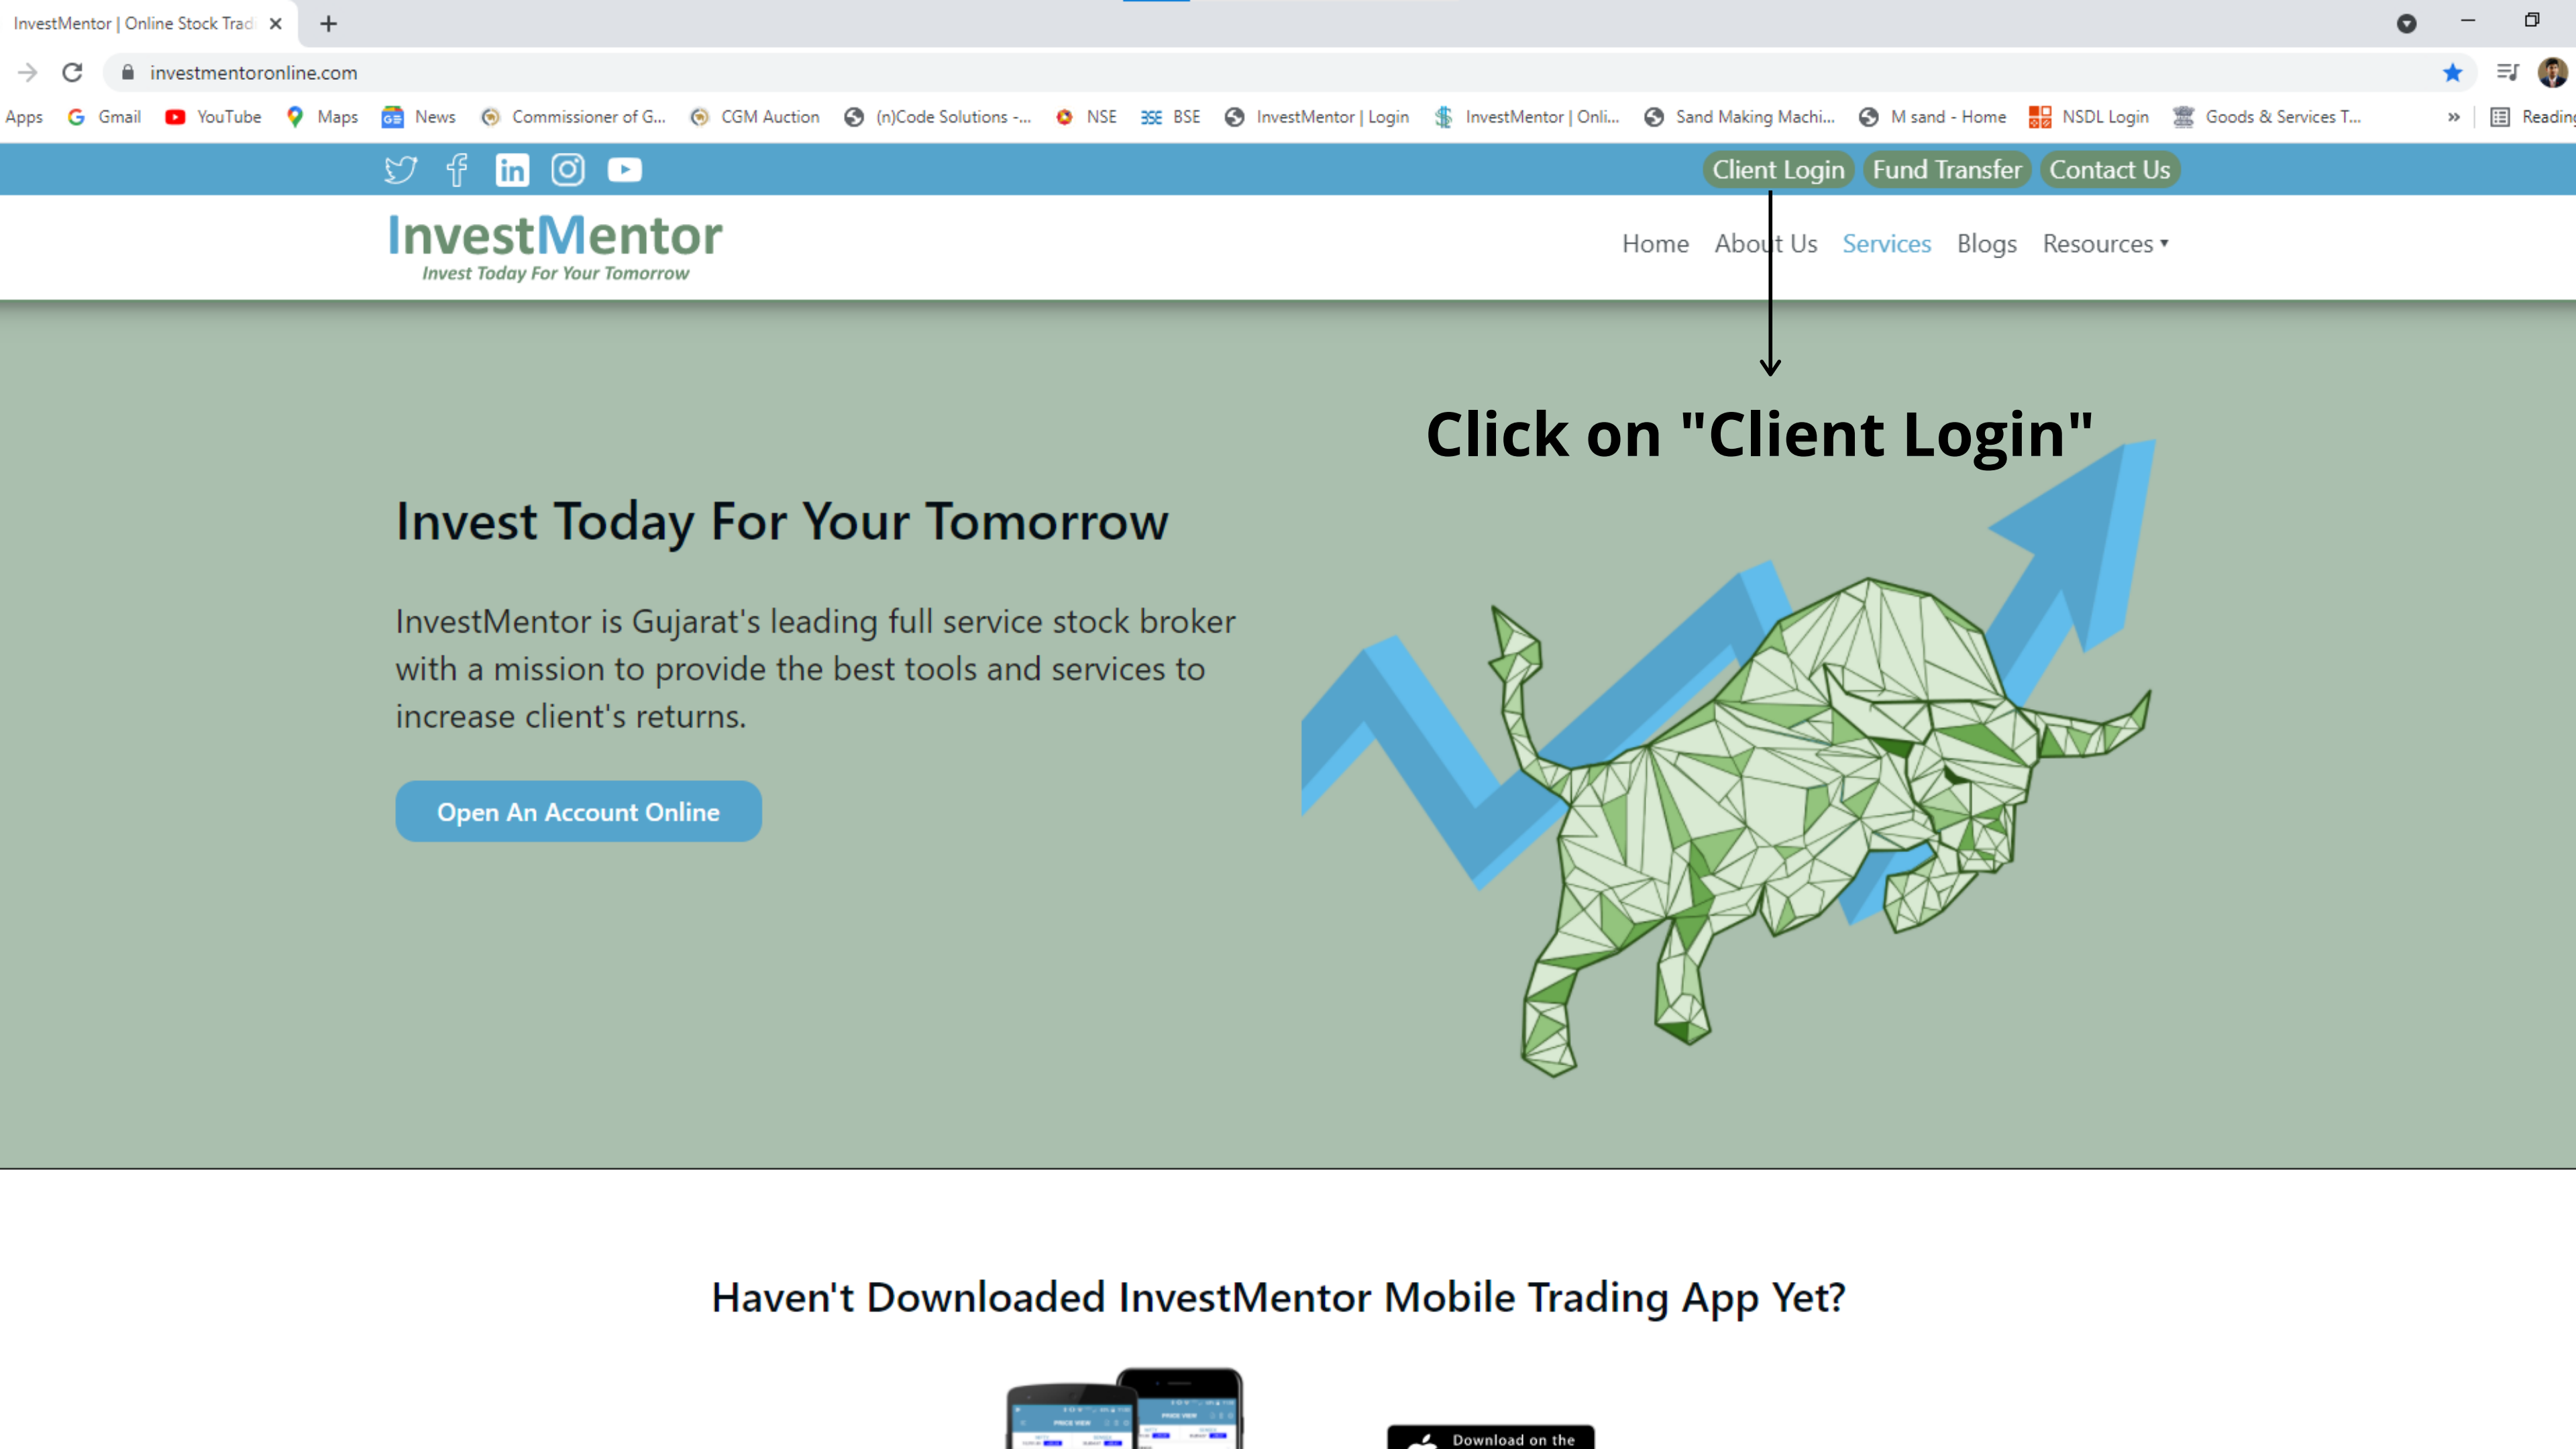 InvestMentor | Online Stock Trad
investmentoronline.com
Apps Gmail YouTube Maps News Commissioner of G... CGM Auction (n)Code Solutions -... NSE BSE InvestMentor | Login InvestMentor | Onli... Sand Making Machi... M sand - Home NSDL Login Goods & Services T... » Reading
Client Login Fund Transfer Contact Us
InvestMentor
Invest Today For Your Tomorrow
Home About Us Services Blogs Resources
Click on "Client Login"
Invest Today For Your Tomorrow
InvestMentor is Gujarat's leading full service stock broker
with a mission to provide the best tools and services to
increase client's returns.
Open An Account Online
Haven't Downloaded InvestMentor Mobile Trading App Yet?
PRICE VIEW PRICE VIEW
Download on the